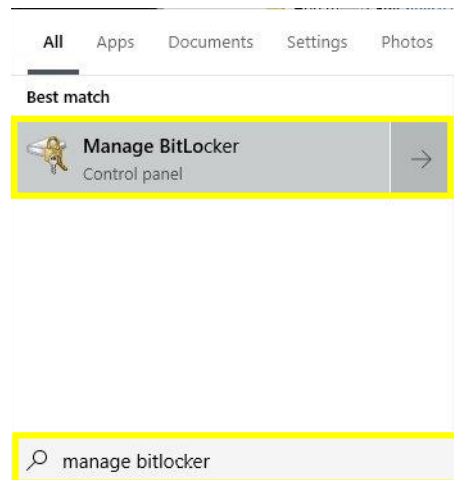 All Apps Documents Settings Photos
Best match
Manage BitLocker
Control panel
manage bitlocker